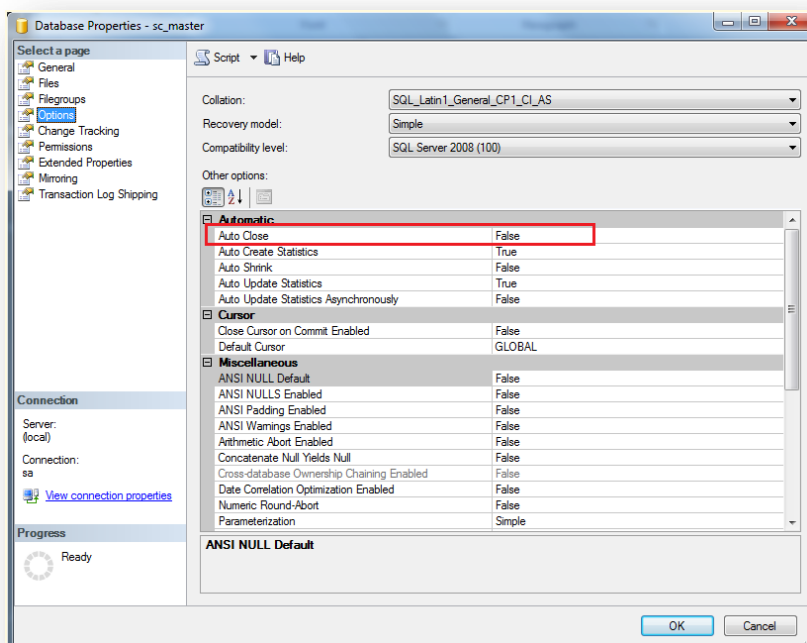 Database Properties - sc_master
Select a page
General
Files
Filegroups
Options
Change Tracking
Permissions
Extended Properties
Mirroring
Transaction Log Shipping
Script Help
Collation: SQL_Latin1_General_CP1_CI_AS
Recovery model: Simple
Compatibility level: SQL Server 2008 (100)
Other options:
Automatic
Auto Close False
Auto Create Statistics True
Auto Shrink False
Auto Update Statistics True
Auto Update Statistics Asynchronously False
Cursor
Close Cursor on Commit Enabled False
Default Cursor GLOBAL
Miscellaneous
ANSI NULL Default False
ANSI NULLS Enabled False
ANSI Padding Enabled False
ANSI Warnings Enabled False
Arithmetic Abort Enabled False
Concatenate Null Yields Null False
Cross-database Ownership Chaining Enabled False
Date Correlation Optimization Enabled False
Numeric Round-Abort False
Parameterization Simple
ANSI NULL Default
Connection
Server:
(local)
Connection:
sa
View connection properties
Progress
Ready
OK Cancel